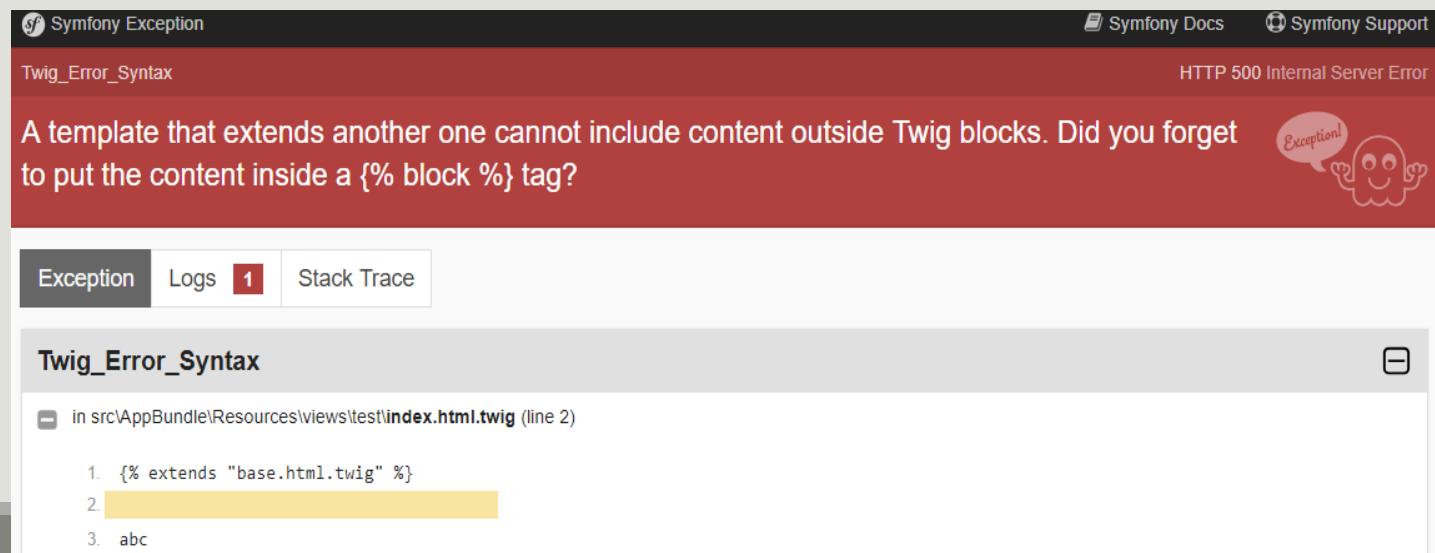 sf Symfony Exception Symfony Docs Symfony Support
Twig_Error_Syntax HTTP 500 Internal Server Error
A template that extends another one cannot include content outside Twig blocks. Did you forget
to put the content inside a {% block %} tag?
Exception!
Exception Logs 1 Stack Trace
Twig_Error_Syntax
in src\AppBundle\Resources\views\test\index.html.twig (line 2)
1. {% extends "base.html.twig" %}
2.
3. abc